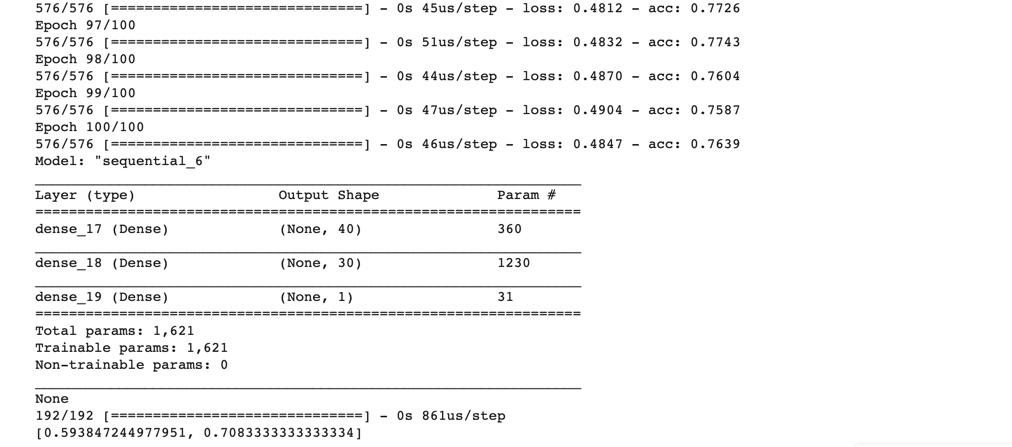 576/576 [==============================] - 0s 45us/step - loss: 0.4812 - acc: 0.7726
Epoch 97/100
576/576 [==============================] - 0s 51us/step - loss: 0.4832 - acc: 0.7743
Epoch 98/100
576/576 [==============================] - 0s 44us/step - loss: 0.4870 - acc: 0.7604
Epoch 99/100
576/576 [==============================] - 0s 47us/step - loss: 0.4904 - acc: 0.7587
Epoch 100/100
576/576 [==============================] - 0s 46us/step - loss: 0.4847 - acc: 0.7639
Model: "sequential_6"
_________________________________________________________________
Layer (type)                 Output Shape              Param #
=================================================================
dense_17 (Dense)             (None, 40)                360
_________________________________________________________________
dense_18 (Dense)             (None, 30)                1230
_________________________________________________________________
dense_19 (Dense)             (None, 1)                 31
=================================================================
Total params: 1,621
Trainable params: 1,621
Non-trainable params: 0
_________________________________________________________________
None
192/192 [==============================] - 0s 861us/step
[0.593847244977951, 0.7083333333333334]